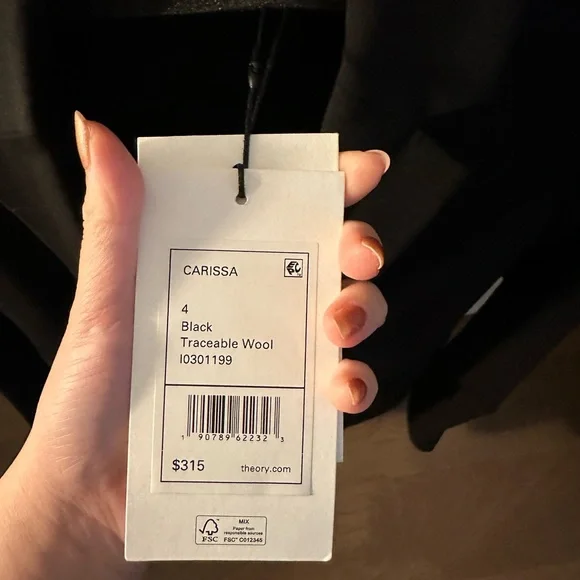 CARISSA
4
Black
Traceable Wool
I0301199
1 90789 62232 3
$315 theory.com
FSC
MIX
Paper from
responsible sources
FSC™ C012345